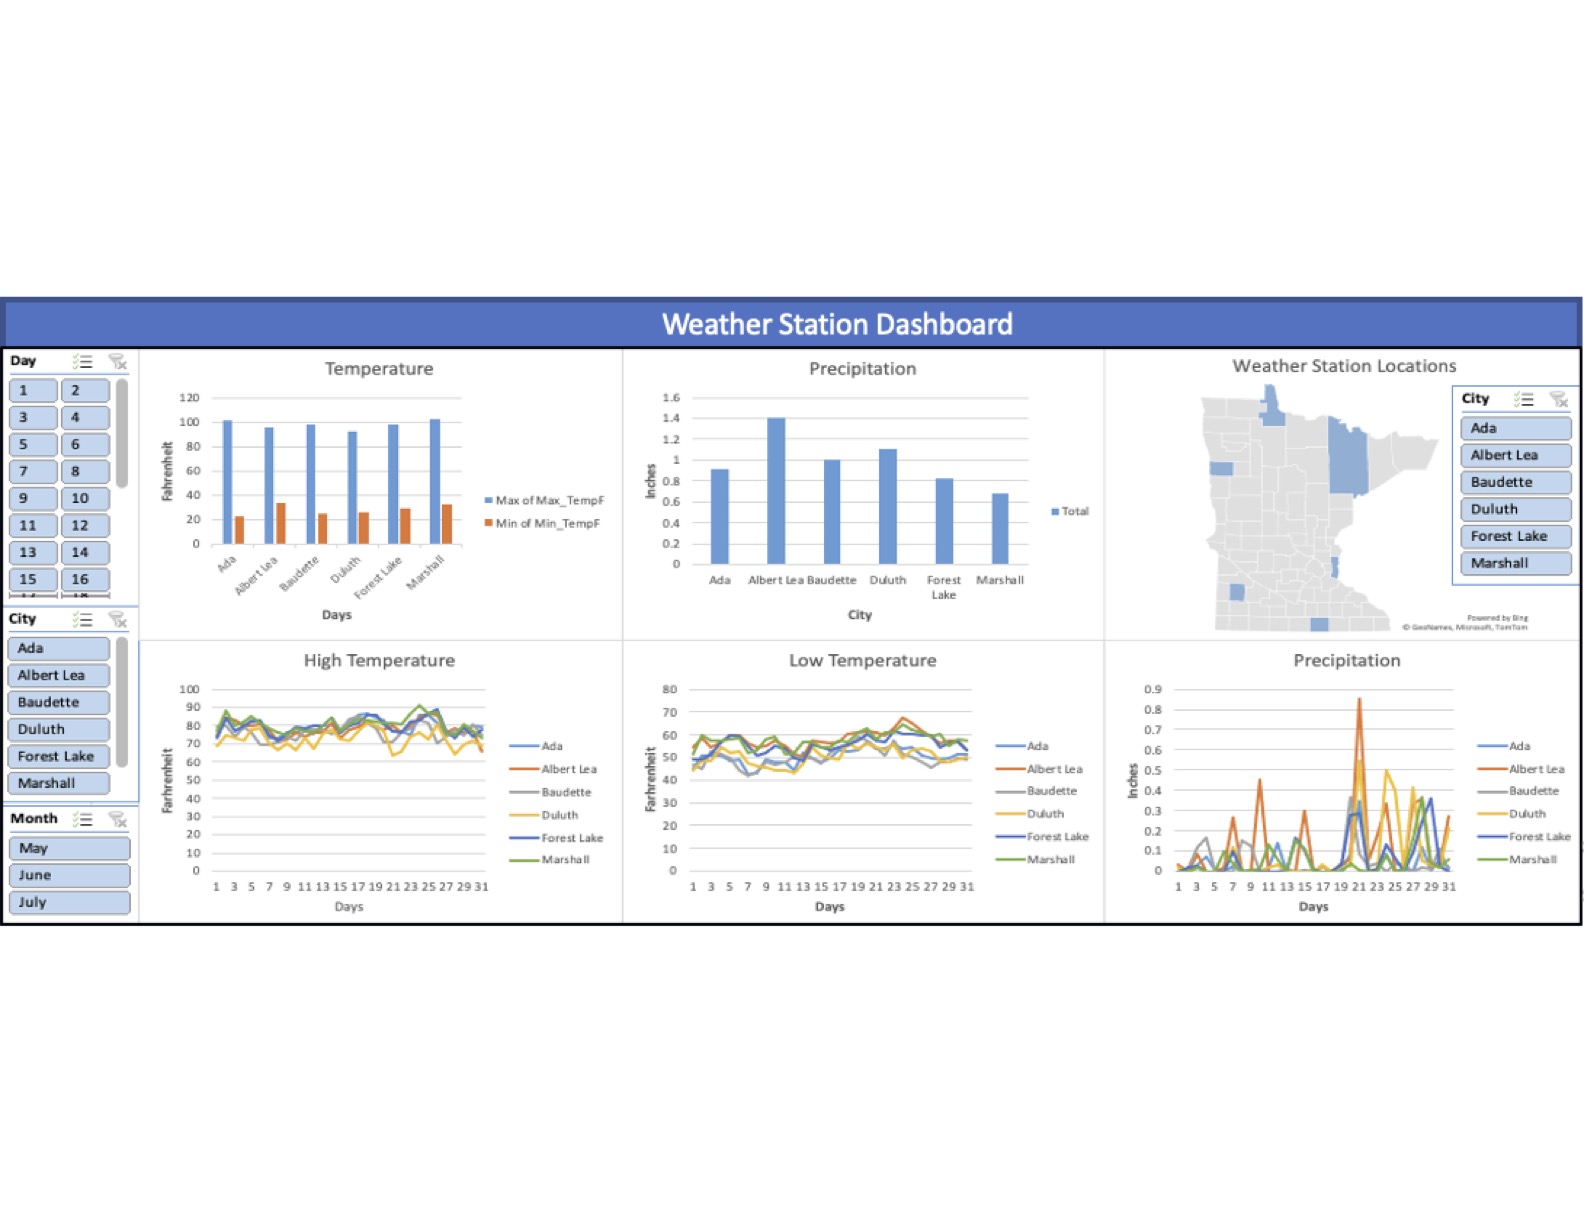 Weather Station Dashboard
Day
1 2
3 4
5 6
7 8
9 10
11 12
13 14
15 16
17 18
City
Ada
Albert Lea
Baudette
Duluth
Forest Lake
Marshall
Month
May
June
July
Temperature
Fahrenheit
120
100
80
60
40
20
0
Ada Albert Lea Baudette Duluth Forest Lake Marshall
Days
Max of Max_TempF
Min of Min_TempF
Precipitation
Inches
1.6
1.4
1.2
1
0.8
0.6
0.4
0.2
0
Ada Albert Lea Baudette Duluth Forest Marshall
Lake
City
Total
Weather Station Locations
City
Ada
Albert Lea
Baudette
Duluth
Forest Lake
Marshall
Powered by Bing
© GeoNames, Microsoft, TomTom
High Temperature
Farhrenheit
100
90
80
70
60
50
40
30
20
10
0
1 3 5 7 9 11 13 15 17 19 21 23 25 27 29 31
Days
Ada
Albert Lea
Baudette
Duluth
Forest Lake
Marshall
Low Temperature
Farhrenheit
80
70
60
50
40
30
20
10
0
1 3 5 7 9 11 13 15 17 19 21 23 25 27 29 31
Days
Ada
Albert Lea
Baudette
Duluth
Forest Lake
Marshall
Precipitation
Inches
0.9
0.8
0.7
0.6
0.5
0.4
0.3
0.2
0.1
0
1 3 5 7 9 11 13 15 17 19 21 23 25 27 29 31
Days
Ada
Albert Lea
Baudette
Duluth
Forest Lake
Marshall